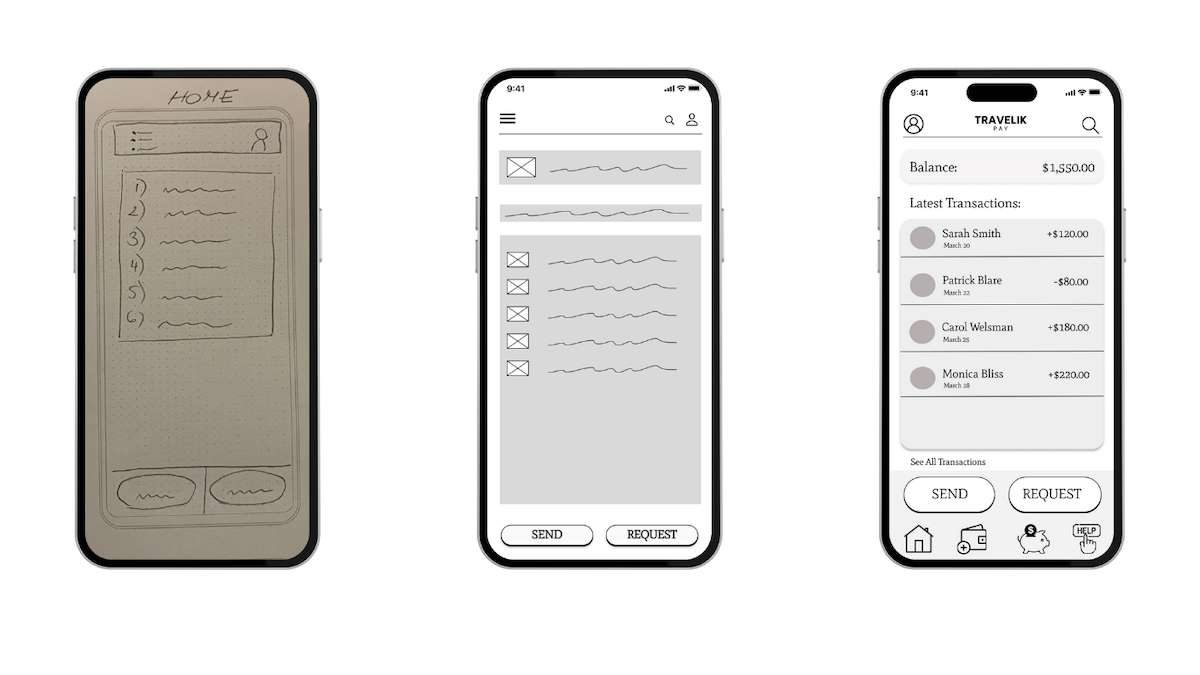 HOME
1)
2)
3)
4)
5)
6)
9:41
SEND REQUEST
9:41
TRAVELIK
PAY
Balance: $1,550.00
Latest Transactions:
Sarah Smith +$120.00
March 20
Patrick Blare -$80.00
March 22
Carol Welsman +$180.00
March 25
Monica Bliss +$220.00
March 28
See All Transactions
SEND REQUEST
$ HELP